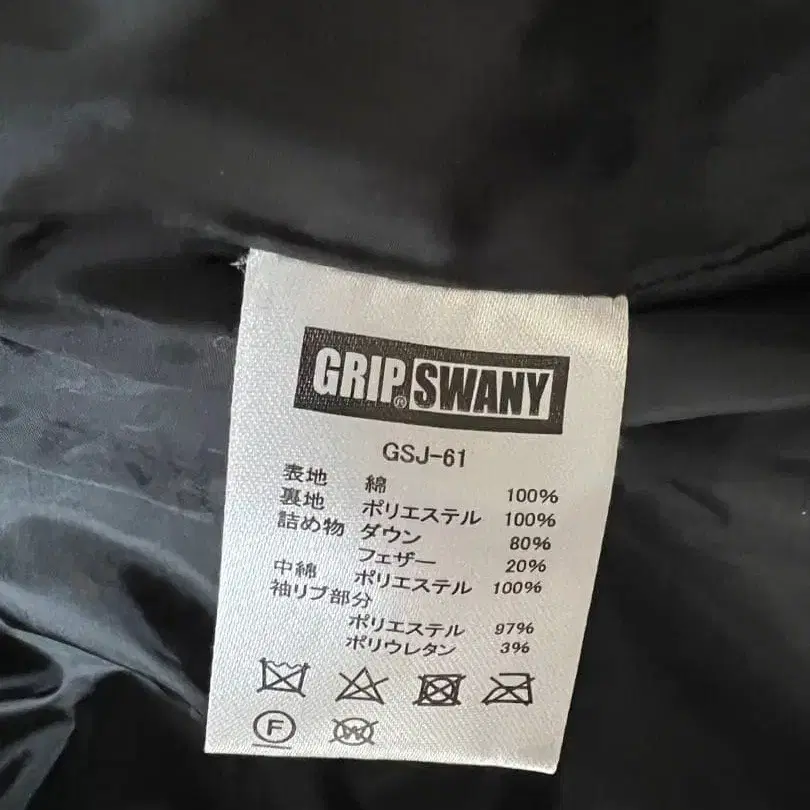 GRIP® SWANY
GSJ-61
表地 綿 100%
裏地 ポリエステル 100%
詰め物 ダウン 80%
フェザー 20%
中綿 ポリエステル 100%
袖リブ部分
ポリエステル 97%
ポリウレタン 3%
F W